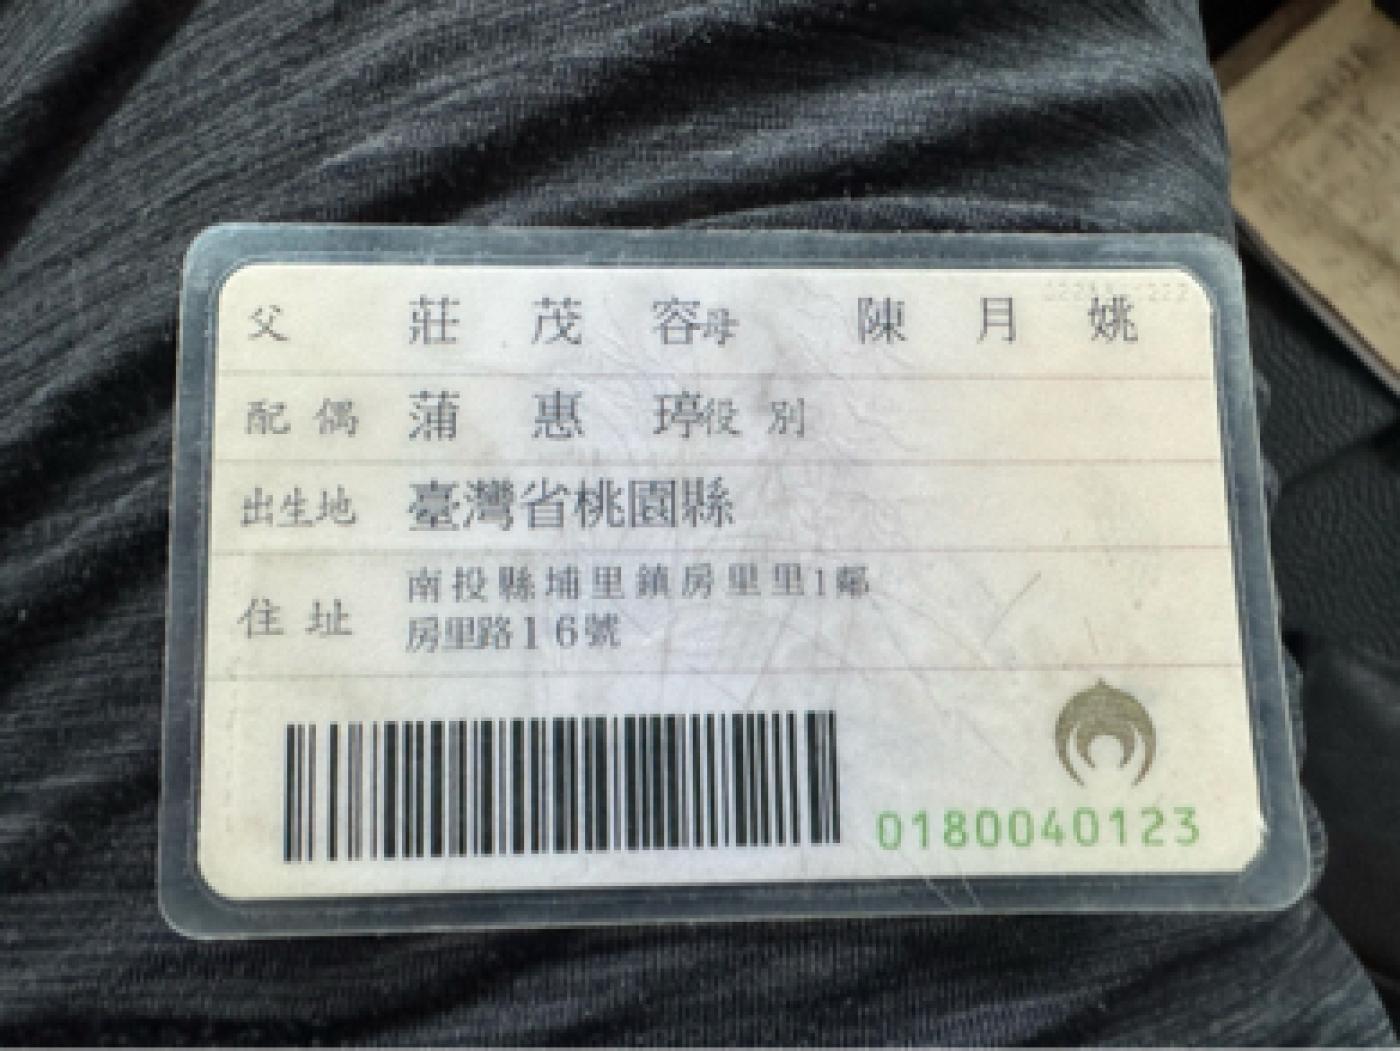 父 莊茂容 母 陳月姚
配偶 蒲惠琸 役別
出生地 臺灣省桃園縣
住址 南投縣埔里鎮房里里1鄰
房里路16號
0180040123